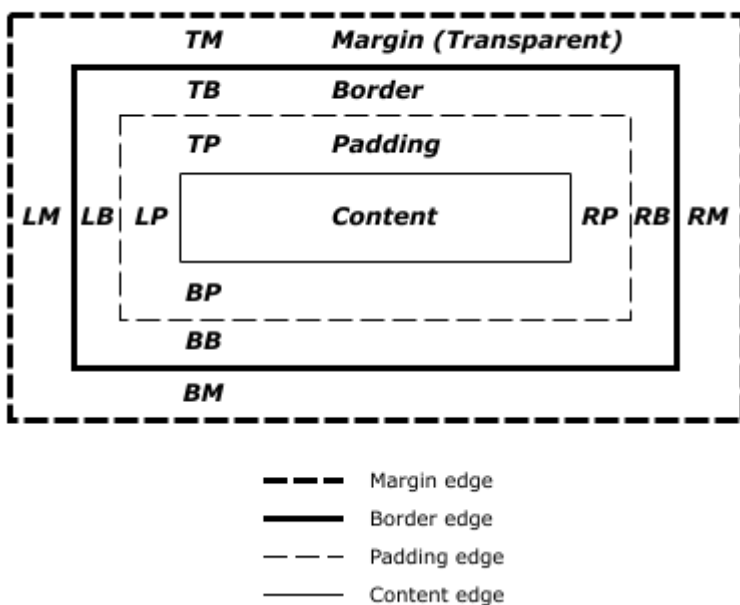 TM Margin (Transparent)
TB Border
TP Padding
LM LB LP Content RP RB RM
BP
BB
BM
Margin edge
Border edge
Padding edge
Content edge